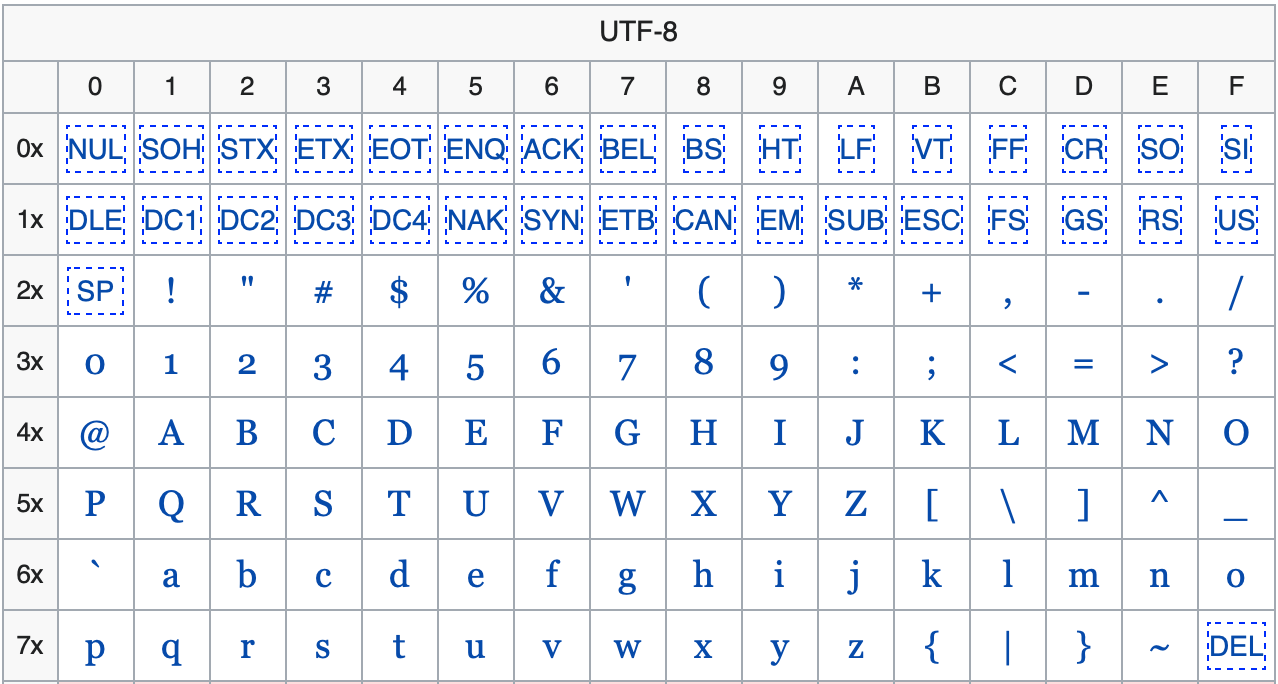 UTF-8
0 1 2 3 4 5 6 7 8 9 A B C D E F
0x NUL SOH STX ETX EOT ENQ ACK BEL BS HT LF VT FF CR SO SI
1x DLE DC1 DC2 DC3 DC4 NAK SYN ETB CAN EM SUB ESC FS GS RS US
2x SP ! " # $ % & ' ( ) * + , - . /
3x 0 1 2 3 4 5 6 7 8 9 : ; < = > ?
4x @ A B C D E F G H I J K L M N O
5x P Q R S T U V W X Y Z [ \ ] ^ _
6x ` a b c d e f g h i j k l m n o
7x p q r s t u v w x y z { | } ~ DEL